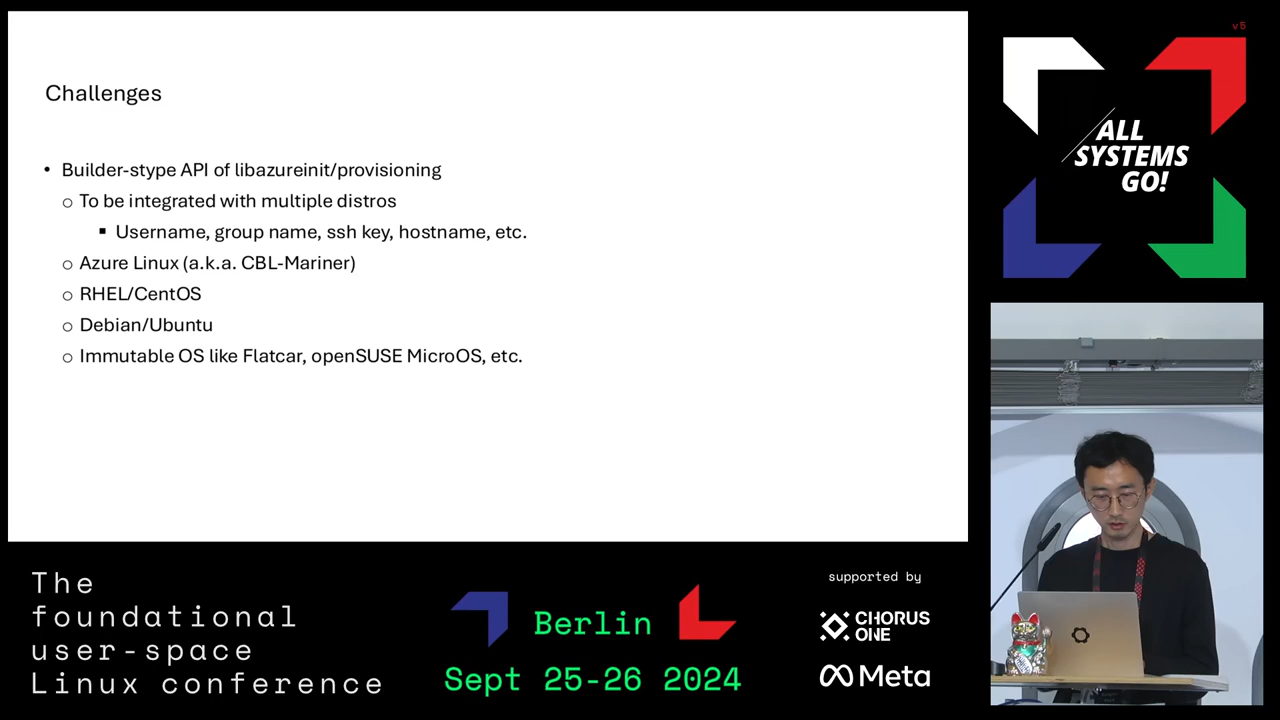 Challenges
• Builder-stype API of libazureinit/provisioning
○ To be integrated with multiple distros
▪ Username, group name, ssh key, hostname, etc.
○ Azure Linux (a.k.a. CBL-Mariner)
○ RHEL/CentOS
○ Debian/Ubuntu
○ Immutable OS like Flatcar, openSUSE MicroOS, etc.
v5
ALL
SYSTEMS
GO!
The
foundational
user-space
Linux conference
Berlin
Sept 25-26 2024
supported by
CHORUS
ONE
Meta